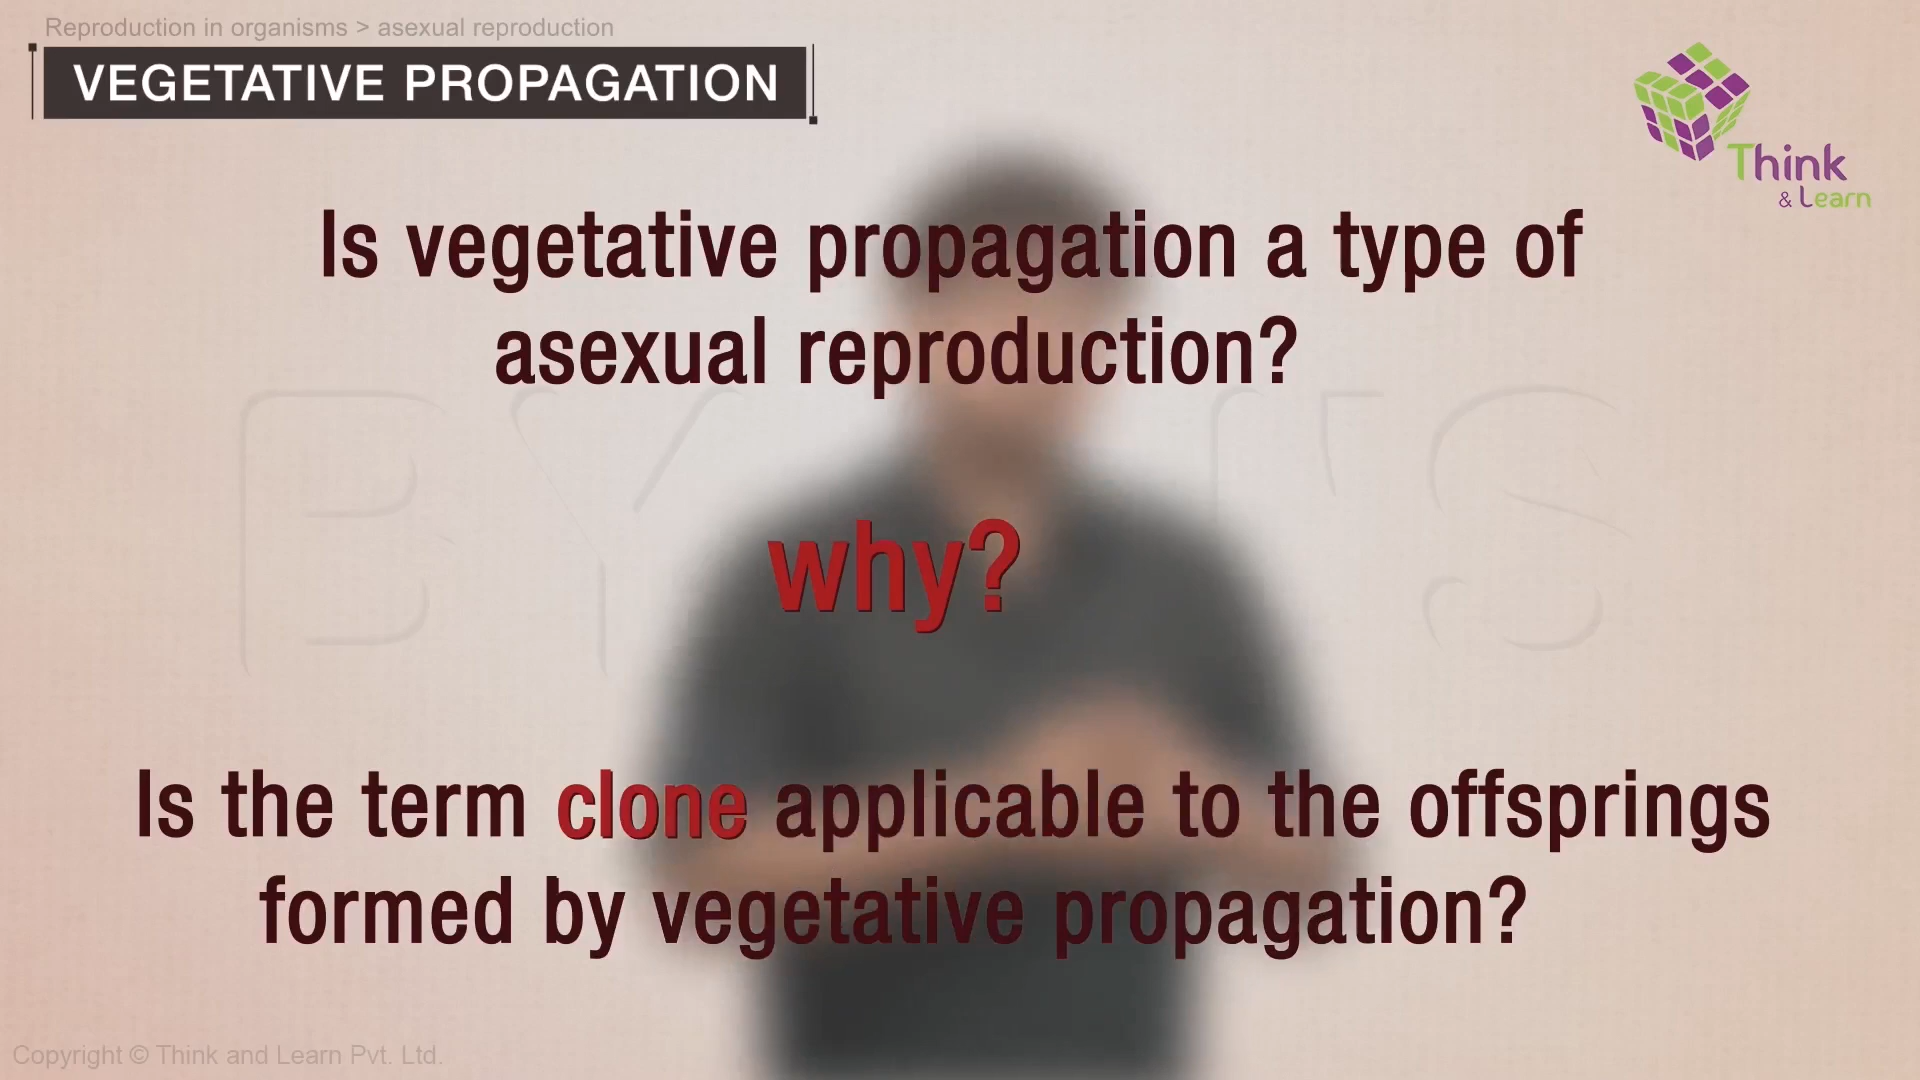 Reproduction in organisms > asexual reproduction
VEGETATIVE PROPAGATION
Think
& Learn
Is vegetative propagation a type of
asexual reproduction?
why?
Is the term clone applicable to the offsprings
formed by vegetative propagation?
Copyright © Think and Learn Pvt. Ltd.